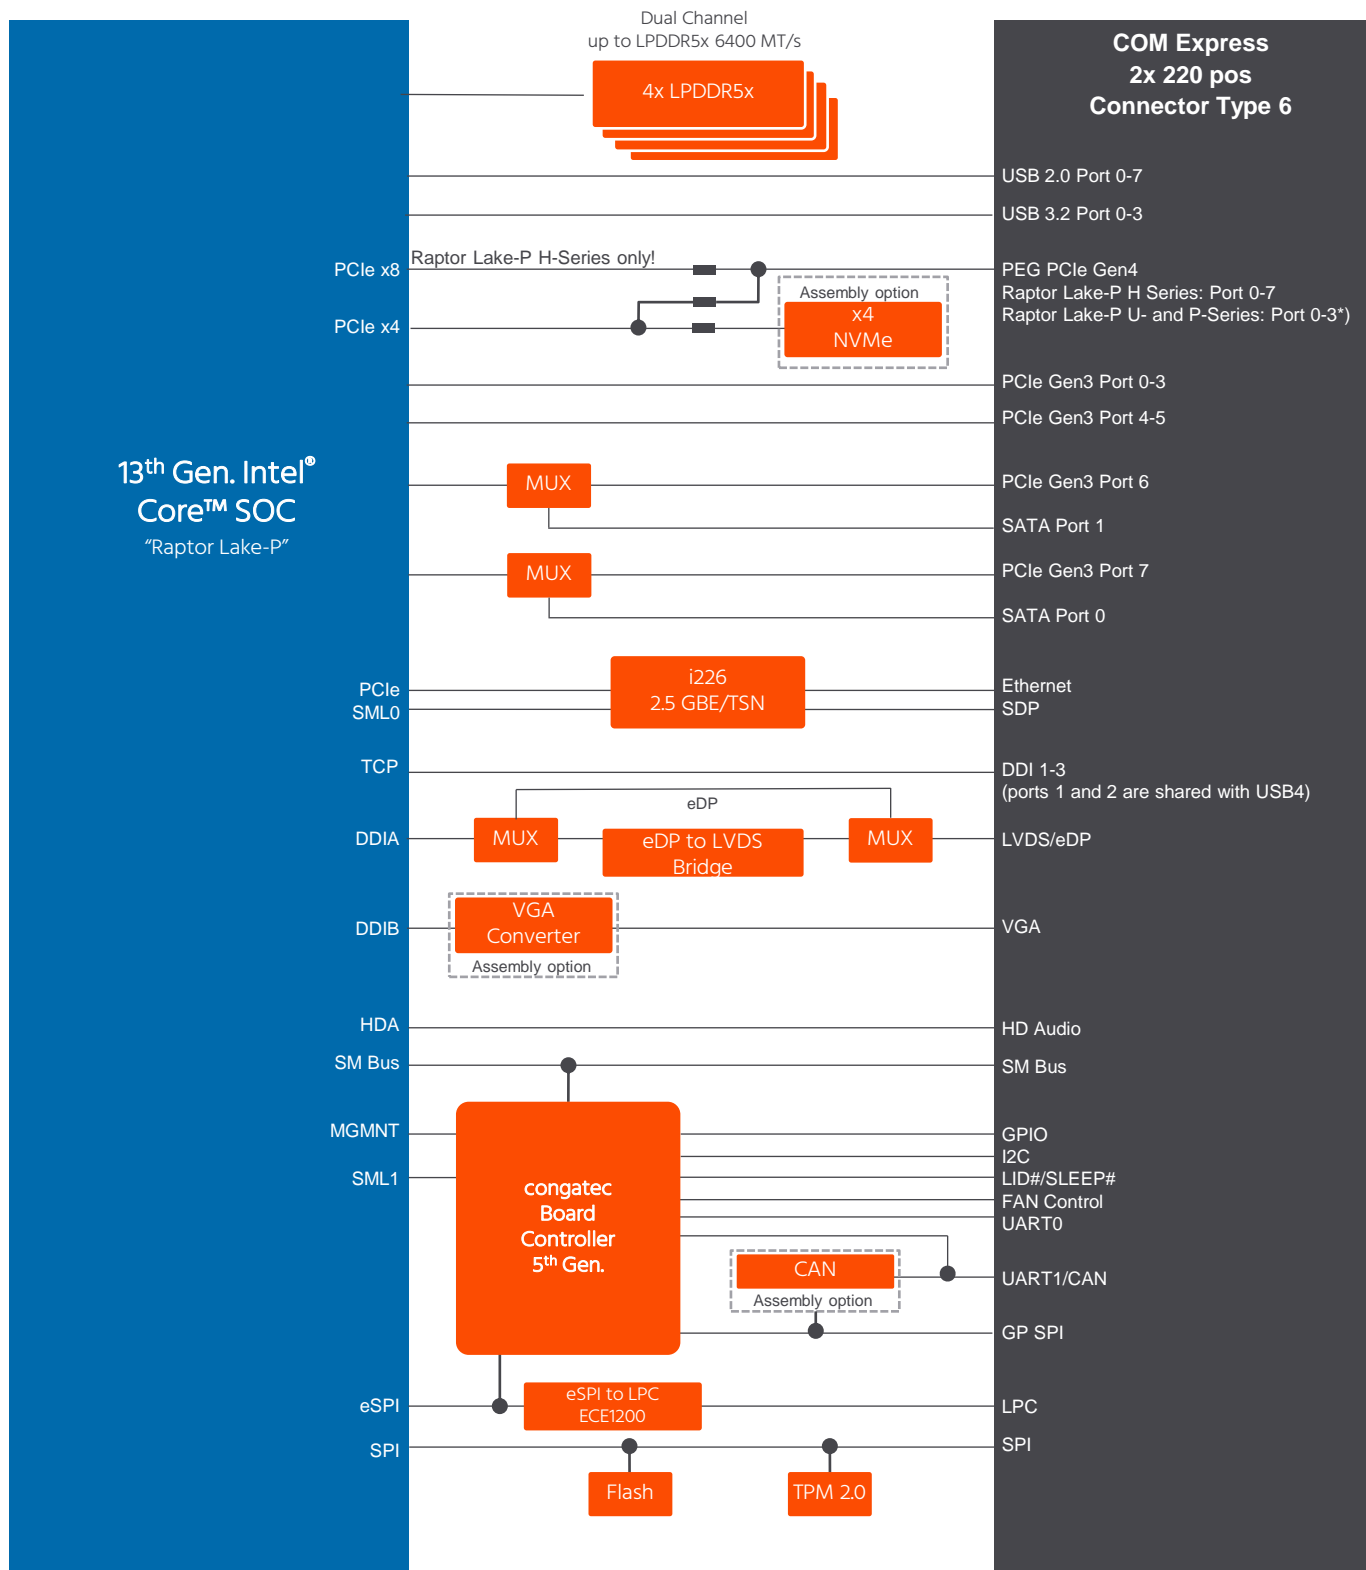 Dual Channel
up to LPDDR5x 6400 MT/s
4x LPDDR5x
COM Express
2x 220 pos
Connector Type 6
USB 2.0 Port 0-7
USB 3.2 Port 0-3
Raptor Lake-P H-Series only!
PCIe x8
PEG PCIe Gen4
Raptor Lake-P H Series: Port 0-7
Raptor Lake-P U- and P-Series: Port 0-3*)
Assembly option
x4
NVMe
PCIe x4
PCIe Gen3 Port 0-3
PCIe Gen3 Port 4-5
13th Gen. Intel®
Core™ SOC
“Raptor Lake-P”
MUX
PCIe Gen3 Port 6
SATA Port 1
MUX
PCIe Gen3 Port 7
SATA Port 0
PCIe
SML0
i226
2.5 GBE/TSN
Ethernet
SDP
TCP
DDI 1-3
(ports 1 and 2 are shared with USB4)
eDP
DDIA
MUX
eDP to LVDS
Bridge
MUX
LVDS/eDP
DDIB
VGA
Converter
Assembly option
VGA
HDA
HD Audio
SM Bus
SM Bus
MGMNT
SML1
congatec
Board
Controller
5th Gen.
GPIO
I2C
LID#/SLEEP#
FAN Control
UART0
CAN
Assembly option
UART1/CAN
GP SPI
eSPI
eSPI to LPC
ECE1200
LPC
SPI
SPI
Flash
TPM 2.0